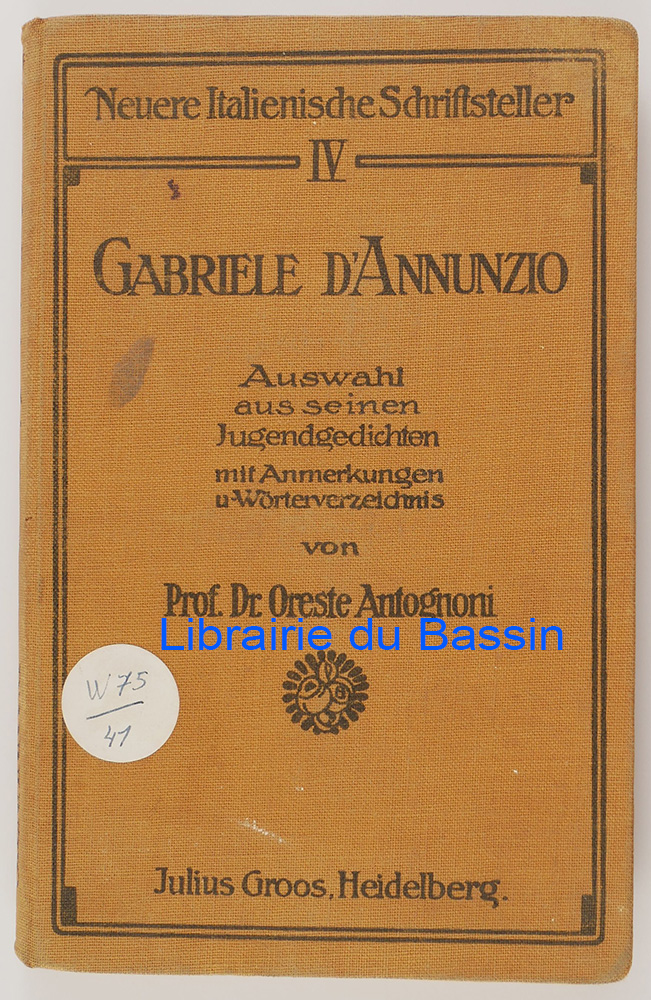 Neuere Italienische Schriftsteller
IV
GABRIELE D'ANNUNZIO
Auswahl
aus seinen
Jugendgedichten
mit Anmerkungen
u. Wörterverzeichnis
von
Prof. Dr. Oreste Antognoni
Librairie du Bassin
W 75
41
Julius Groos, Heidelberg.